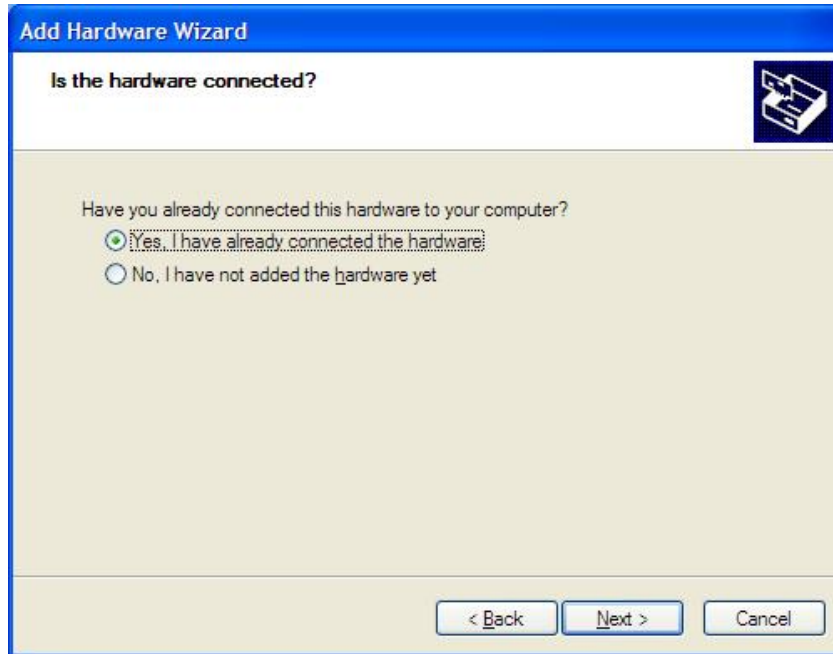 Add Hardware Wizard
Is the hardware connected?
Have you already connected this hardware to your computer?
Yes, I have already connected the hardware
No, I have not added the hardware yet
< Back Next > Cancel